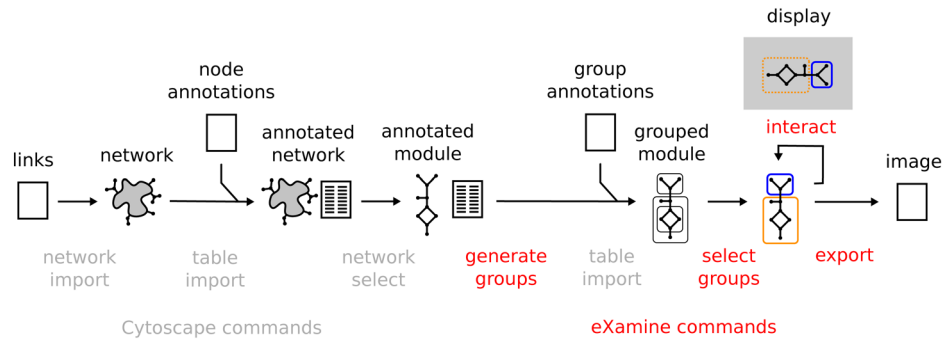 display
node
annotations
group
annotations
links
network
annotated
network
annotated
module
grouped
module
interact
image
network
import
table
import
network
select
generate
groups
table
import
select
groups
export
Cytoscape commands
eXamine commands